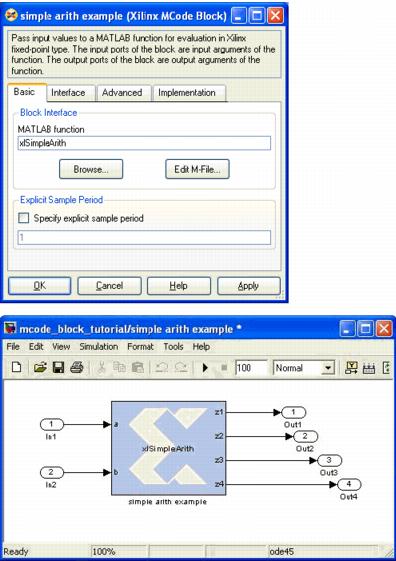 simple arith example (Xilinx MCode Block)
Pass input values to a MATLAB function for evaluation in Xilinx
fixed-point type. The input ports of the block are input arguments of the
function. The output ports of the block are output arguments of the
function.
Basic Interface Advanced Implementation
Block Interface
MATLAB function
xlSimpleArith
Browse... Edit M-File...
Explicit Sample Period
Specify explicit sample period
1
OK Cancel Help Apply
mcode_block_tutorial/simple arith example *
File Edit View Simulation Format Tools Help
100 Normal
1
In1
2
In2
a
b
xlSimpleArith
z1
z2
z3
z4
simple arith example
1
Out1
2
Out2
3
Out3
4
Out4
Ready 100% ode45